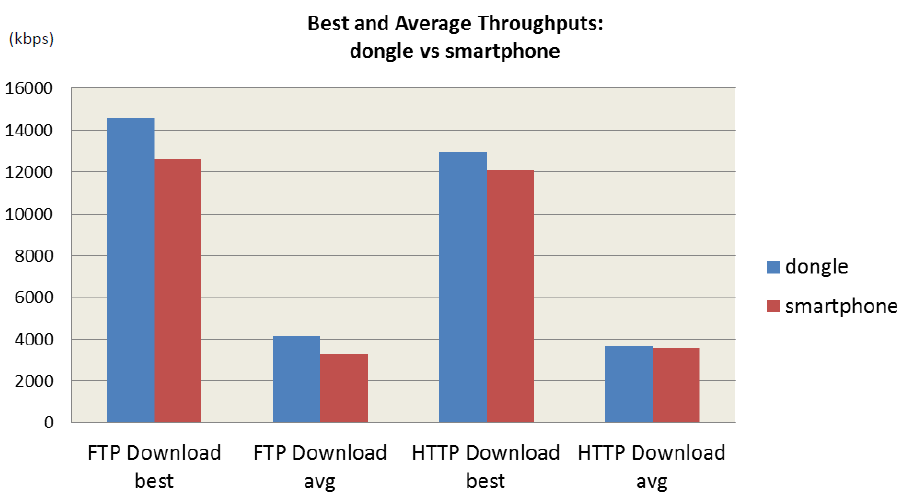 Best and Average Throughputs:
dongle vs smartphone
(kbps)
16000
14000
12000
10000
8000
6000
4000
2000
0
FTP Download
best
FTP Download
avg
HTTP Download
best
HTTP Download
avg
dongle
smartphone